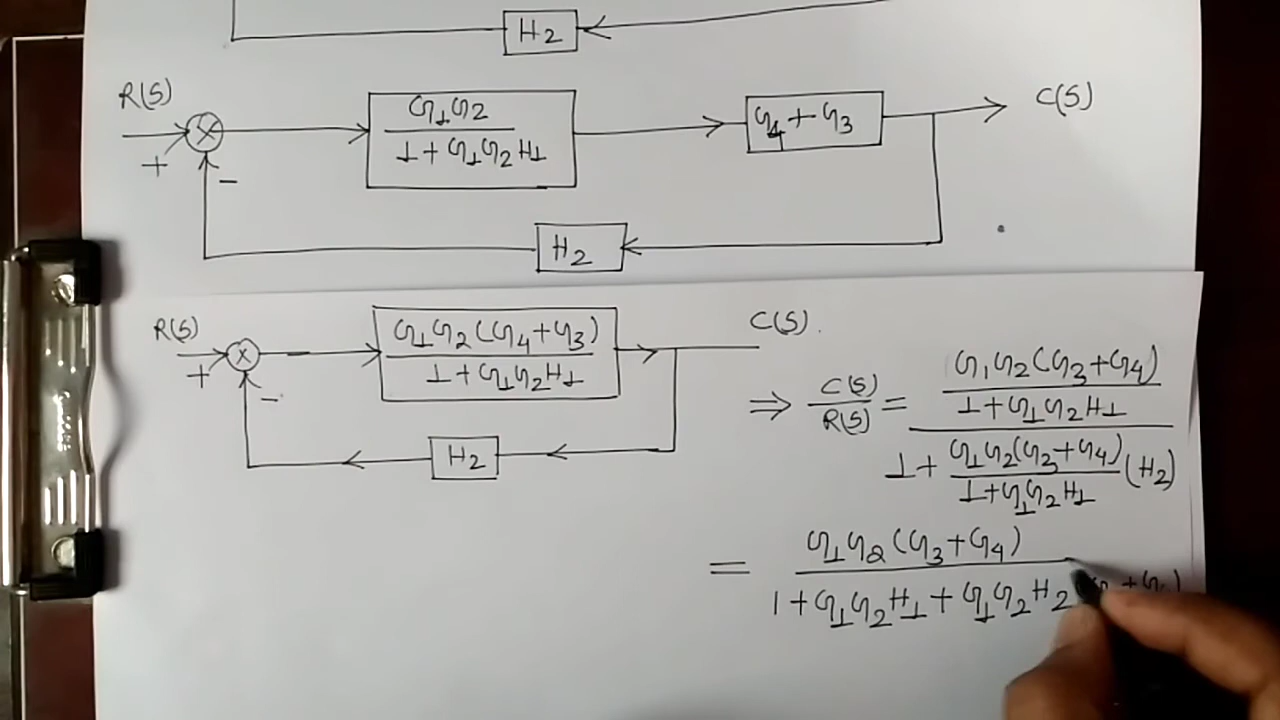 H2
R(S) + - G1G2 / 1+G1G2H1 G4+G3 C(S)
H2
R(S) + - G1G2(G4+G3) / 1+G1G2H1 C(S).
H2
⇒ C(S)/R(S) = G1G2(G3+G4) / 1+G1G2H1
1+ G1G2(G3+G4) / 1+G1G2H1 (H2)
= G1G2(G3+G4)
1+G1G2H1+G1G2H2